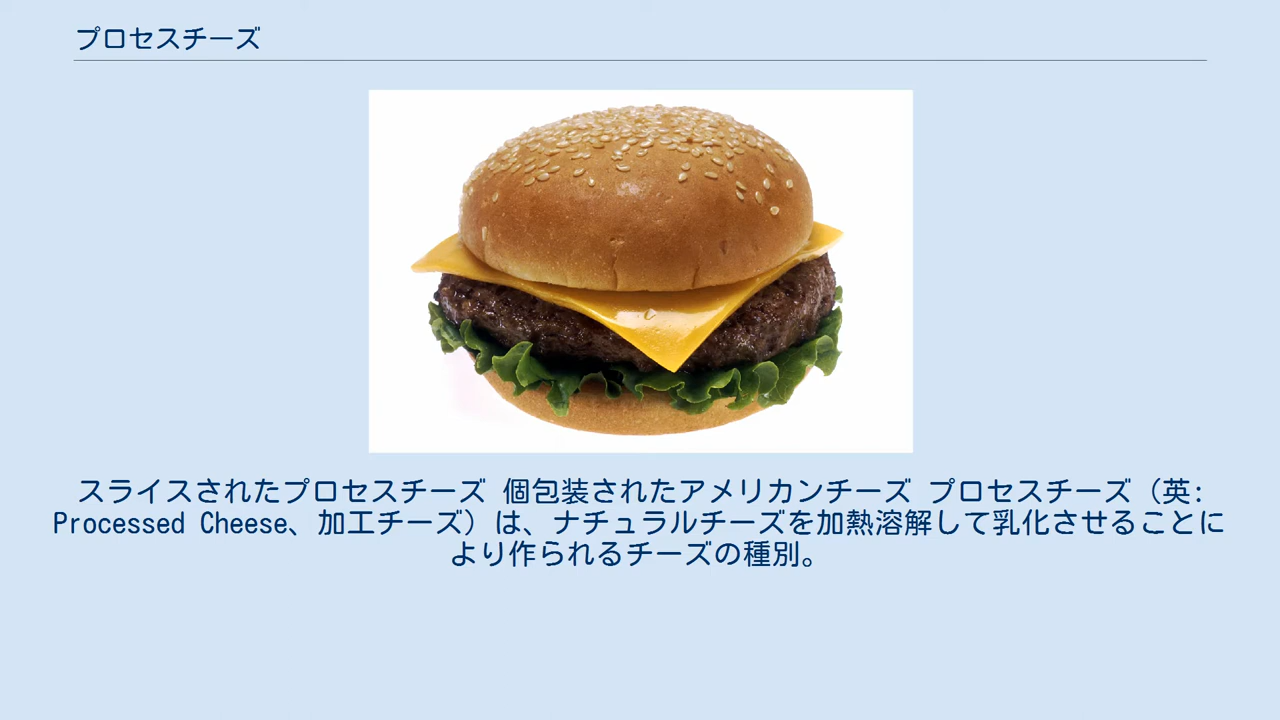 プロセスチーズ
スライスされたプロセスチーズ 個包装されたアメリカンチーズ プロセスチーズ（英:
Processed Cheese、加工チーズ）は、ナチュラルチーズを加熱溶解して乳化させることに
より作られるチーズの種別。